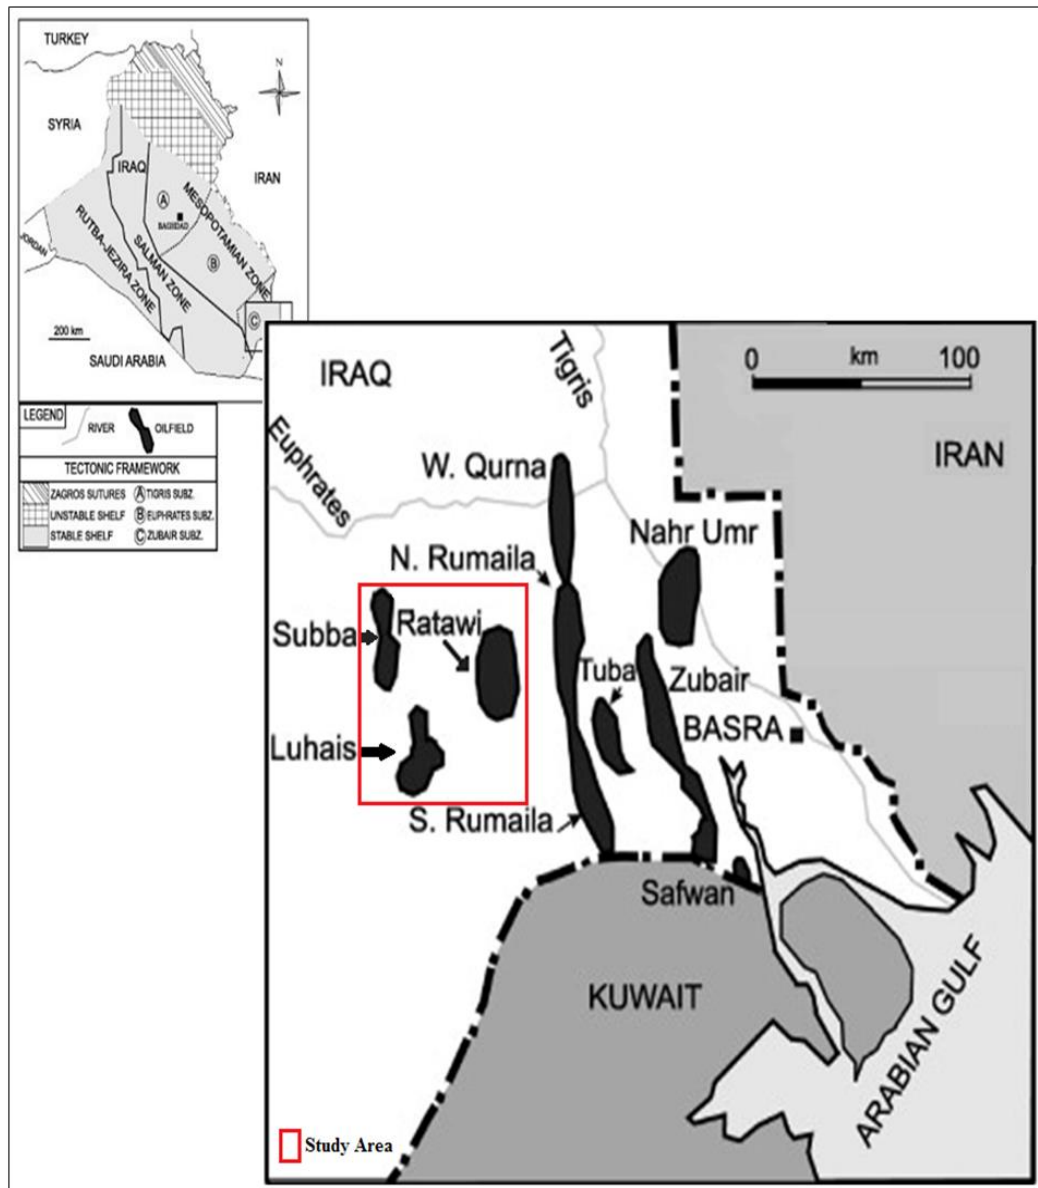 TURKEY
N
SYRIA
IRAQ
IRAN
A
BAGHDAD
MESOPOTAMIAN ZONE
JORDAN
RUTBA-JEZIRA ZONE
SALMAN ZONE
B
C
200 km
SAUDI ARABIA
LEGEND
RIVER
OILFIELD
TECTONIC FRAMEWORK
ZAGROS SUTURES A TIGRIS SUBZ.
UNSTABLE SHELF B EUPHRATES SUBZ.
STABLE SHELF C ZUBAIR SUBZ.
IRAQ
Tigris
0 km 100
IRAN
Euphrates
W. Qurna
Nahr Umr
N. Rumaila
Subba
Ratawi
Tuba
Zubair
BASRA
Luhais
S. Rumaila
Safwan
KUWAIT
ARABIAN GULF
Study Area